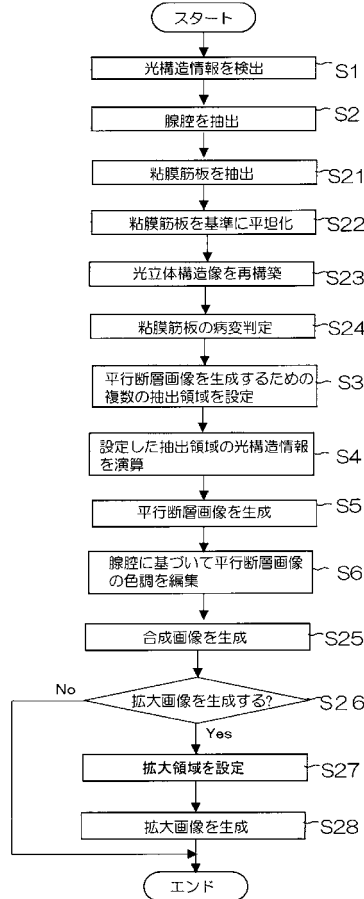 スタート
光構造情報を検出
S1
腺腔を抽出
S2
粘膜筋板を抽出
S21
粘膜筋板を基準に平坦化
S22
光立体構造像を再構築
S23
粘膜筋板の病変判定
S24
平行断層画像を生成するための
複数の抽出領域を設定
S3
設定した抽出領域の光構造情報
を演算
S4
平行断層画像を生成
S5
腺腔に基づいて平行断層画像
の色調を編集
S6
合成画像を生成
S25
拡大画像を生成する?
S26
No
Yes
拡大領域を設定
S27
拡大画像を生成
S28
エンド